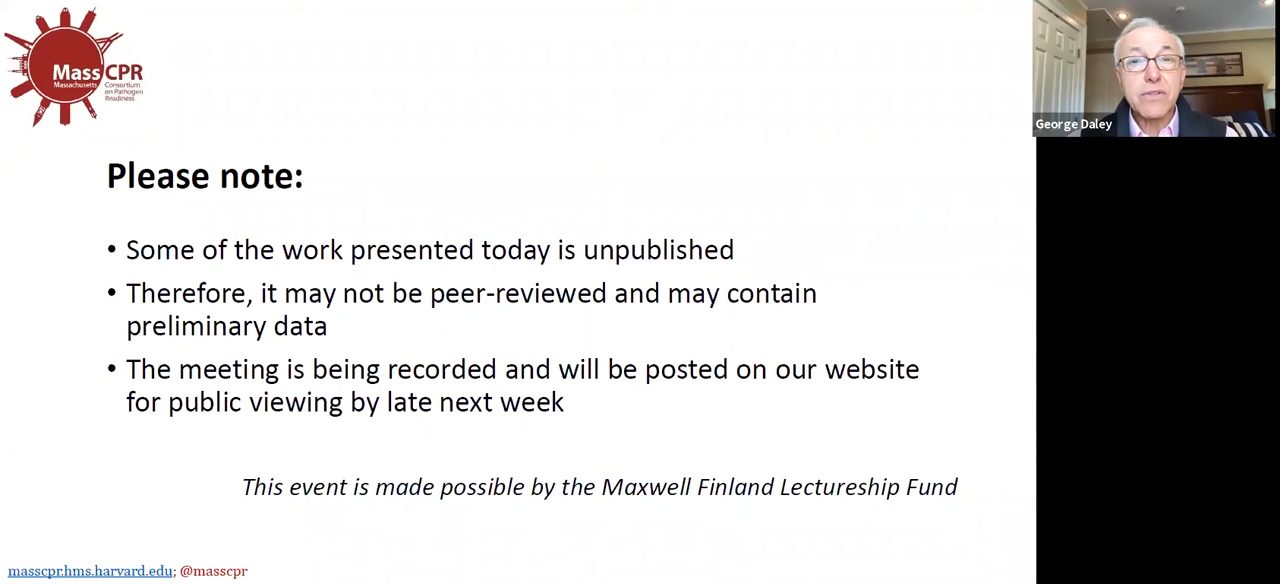 MassCPR
Massachusetts Consortium
on Pathogen
Readiness
George Daley
Please note:
• Some of the work presented today is unpublished
• Therefore, it may not be peer-reviewed and may contain
preliminary data
• The meeting is being recorded and will be posted on our website
for public viewing by late next week
This event is made possible by the Maxwell Finland Lectureship Fund
masscpr.hms.harvard.edu; @masscpr